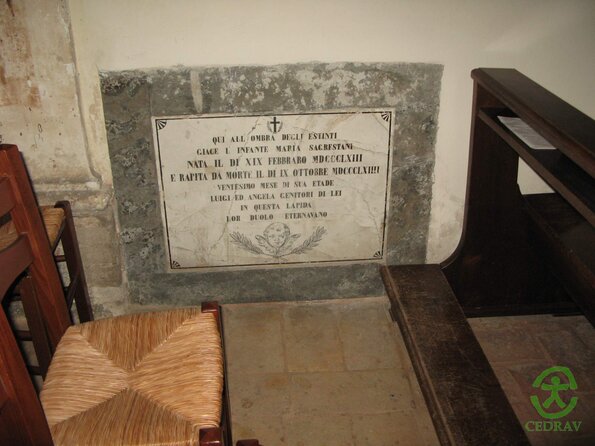 QUI ALL OMBRA DEGLI ESTINTI
GIACE L INFANTE MARIA SAGRESTANI
NATA IL DI XIX FEBBRARO MDCCCLXIII
E RAPITA DA MORTE IL DI IX OTTOBRE MDCCCLXIIII
VENTESIMO MESE DI SUA ETADE
LUIGI ED ANGELA GENITORI DI LEI
IN QUESTA LAPIDA
LOR DUOLO ETERNAVANO
CEDRAV